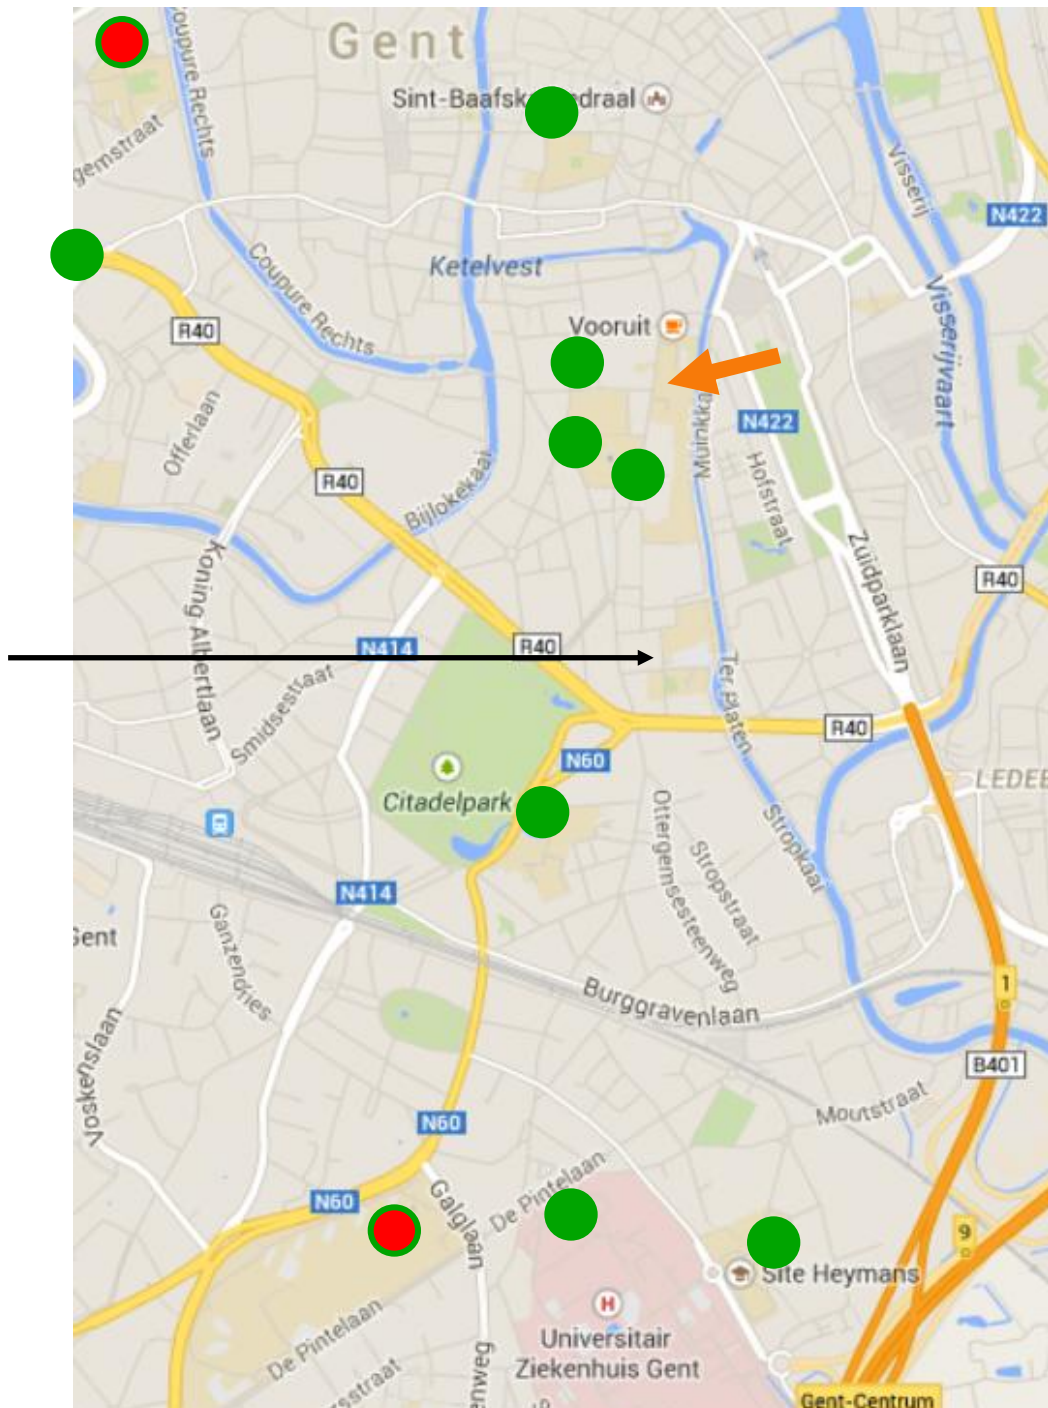 Gent
Coupure Rechts
Sint-Baafsk edraal
gemstraat
Visserij
N422
Ketelvest
Coupure Rechts
Visserijvaart
R40
Vooruit
Offerlaan
N422
R40
Bijlokekaai
Hofstraat
Zuidparklaan
R40
Koning Albertlaan
N414
R40
Smidsestraat
Ter Platen
R40
N60
LEDEE
Citadelpark
Ottergemsesteenweg
Stropstraat
Stropkaai
N414
Ganzendries
Gent
Burggravenlaan
1
Voskenslaan
B401
Moutstraat
N60
N60
Galglaan
De Pintelaan
9
Site Heymans
H
Universitair
Ziekenhuis Gent
De Pintelaan
rsstraat
nweg
Gent-Centrum